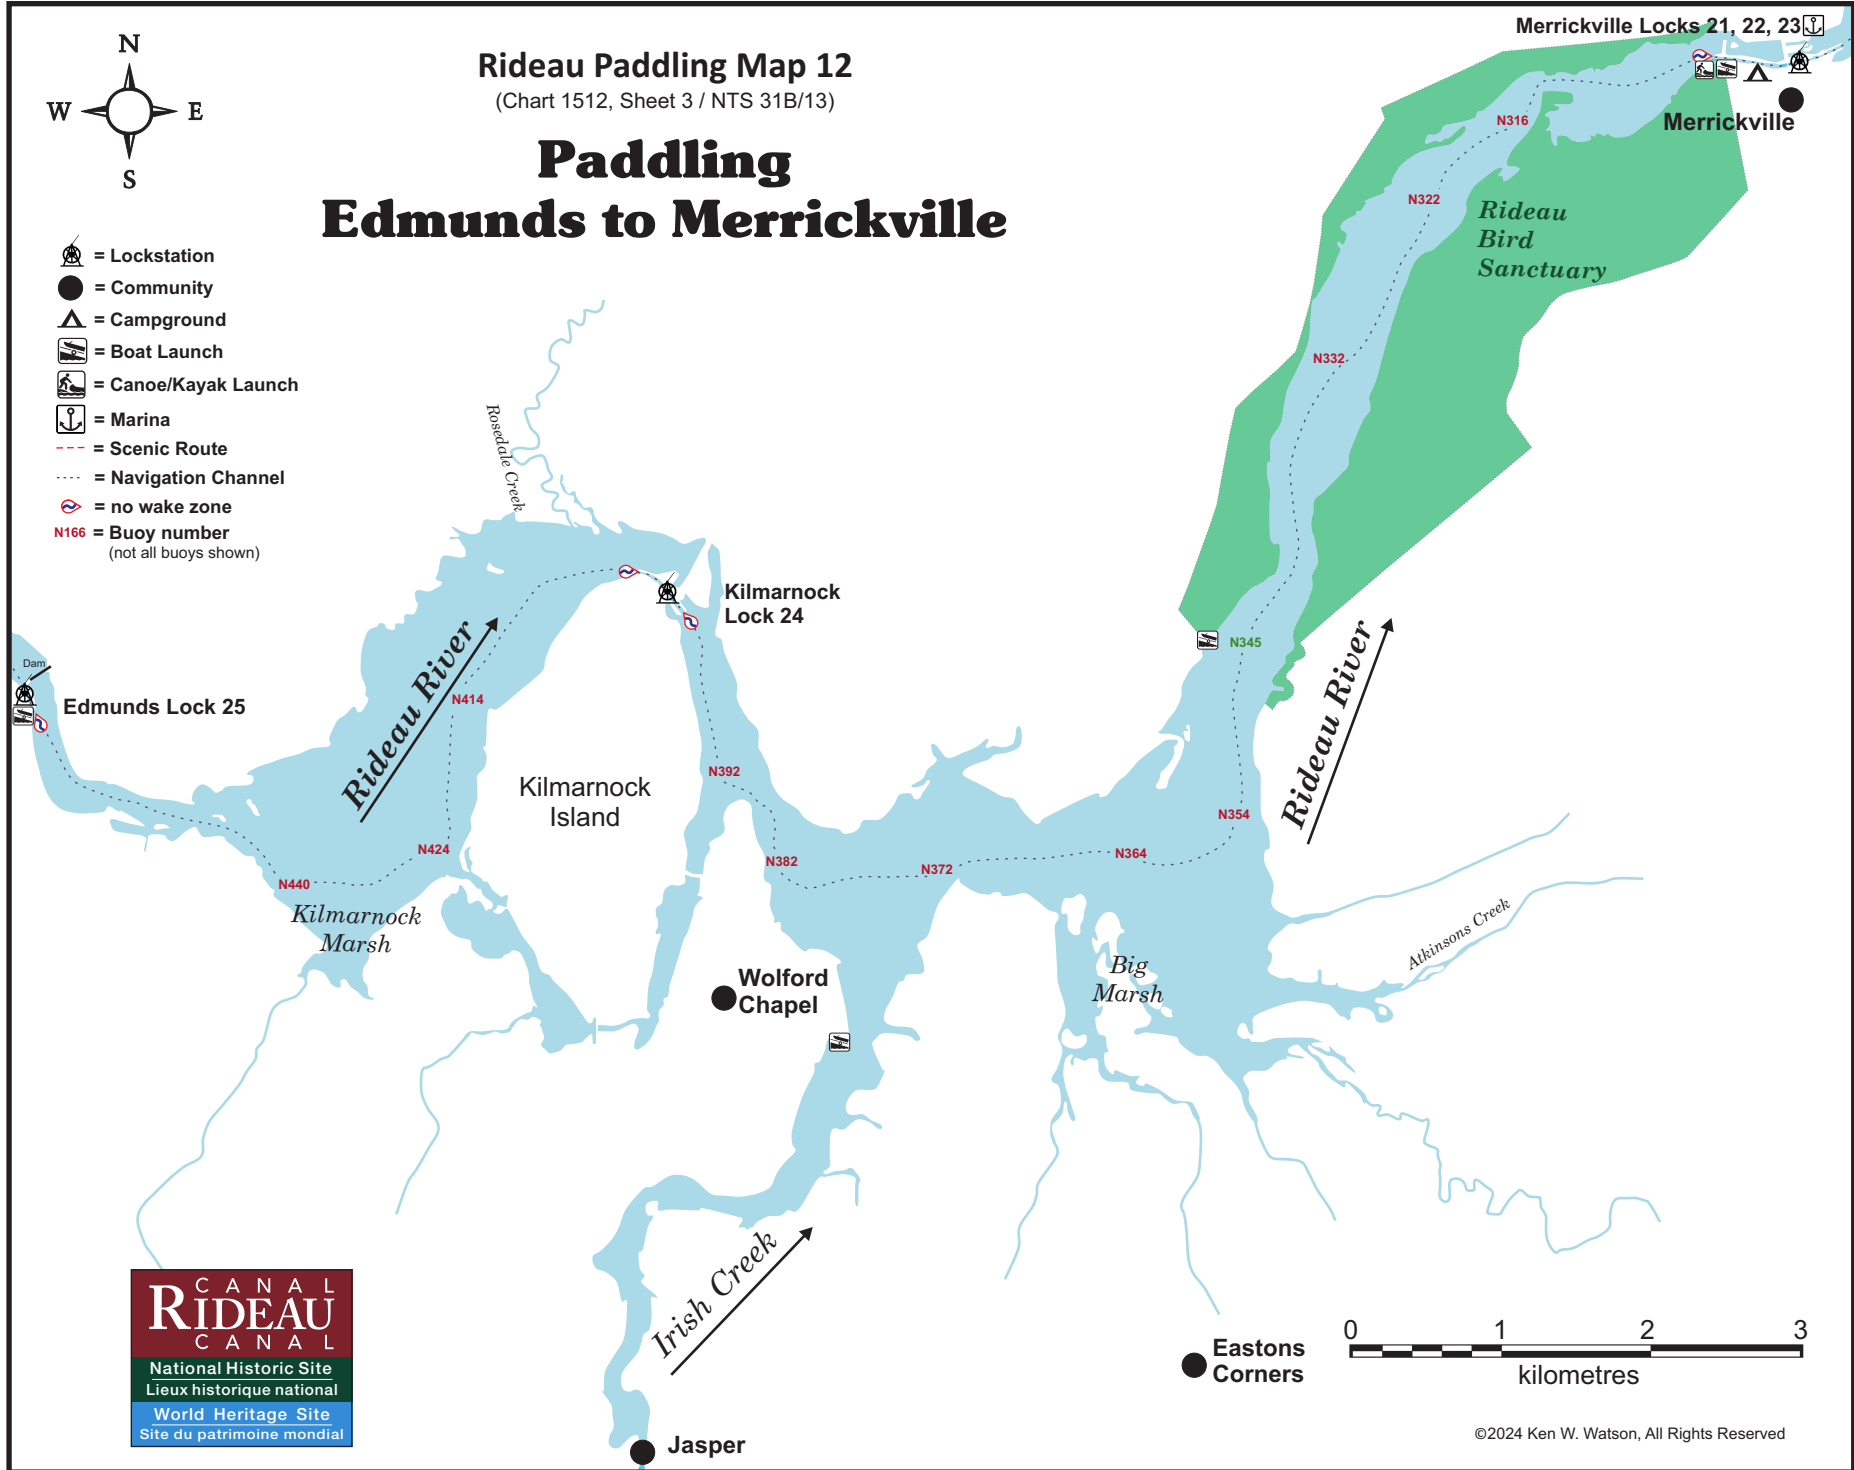 Merrickville Locks 21, 22, 23
N
W
E
S
Rideau Paddling Map 12
(Chart 1512, Sheet 3 / NTS 31B/13)
Paddling
Edmunds to Merrickville
Merrickville
N316
N322
Rideau
Bird
Sanctuary
N332
= Lockstation
= Community
= Campground
= Boat Launch
= Canoe/Kayak Launch
= Marina
= Scenic Route
= Navigation Channel
= no wake zone
N166 = Buoy number
(not all buoys shown)
Rosedale Creek
Kilmarnock
Lock 24
N345
Dam
Edmunds Lock 25
Rideau River
N414
Rideau River
N392
Kilmarnock
Island
N354
N424
N382
N372
N364
N440
Kilmarnock
Marsh
Atkinsons Creek
Wolford
Chapel
Big
Marsh
Irish Creek
CANAL
RIDEAU
CANAL
National Historic Site
Lieux historique national
World Heritage Site
Site du patrimoine mondial
Eastons
Corners
0 1 2 3
kilometres
Jasper
©2024 Ken W. Watson, All Rights Reserved